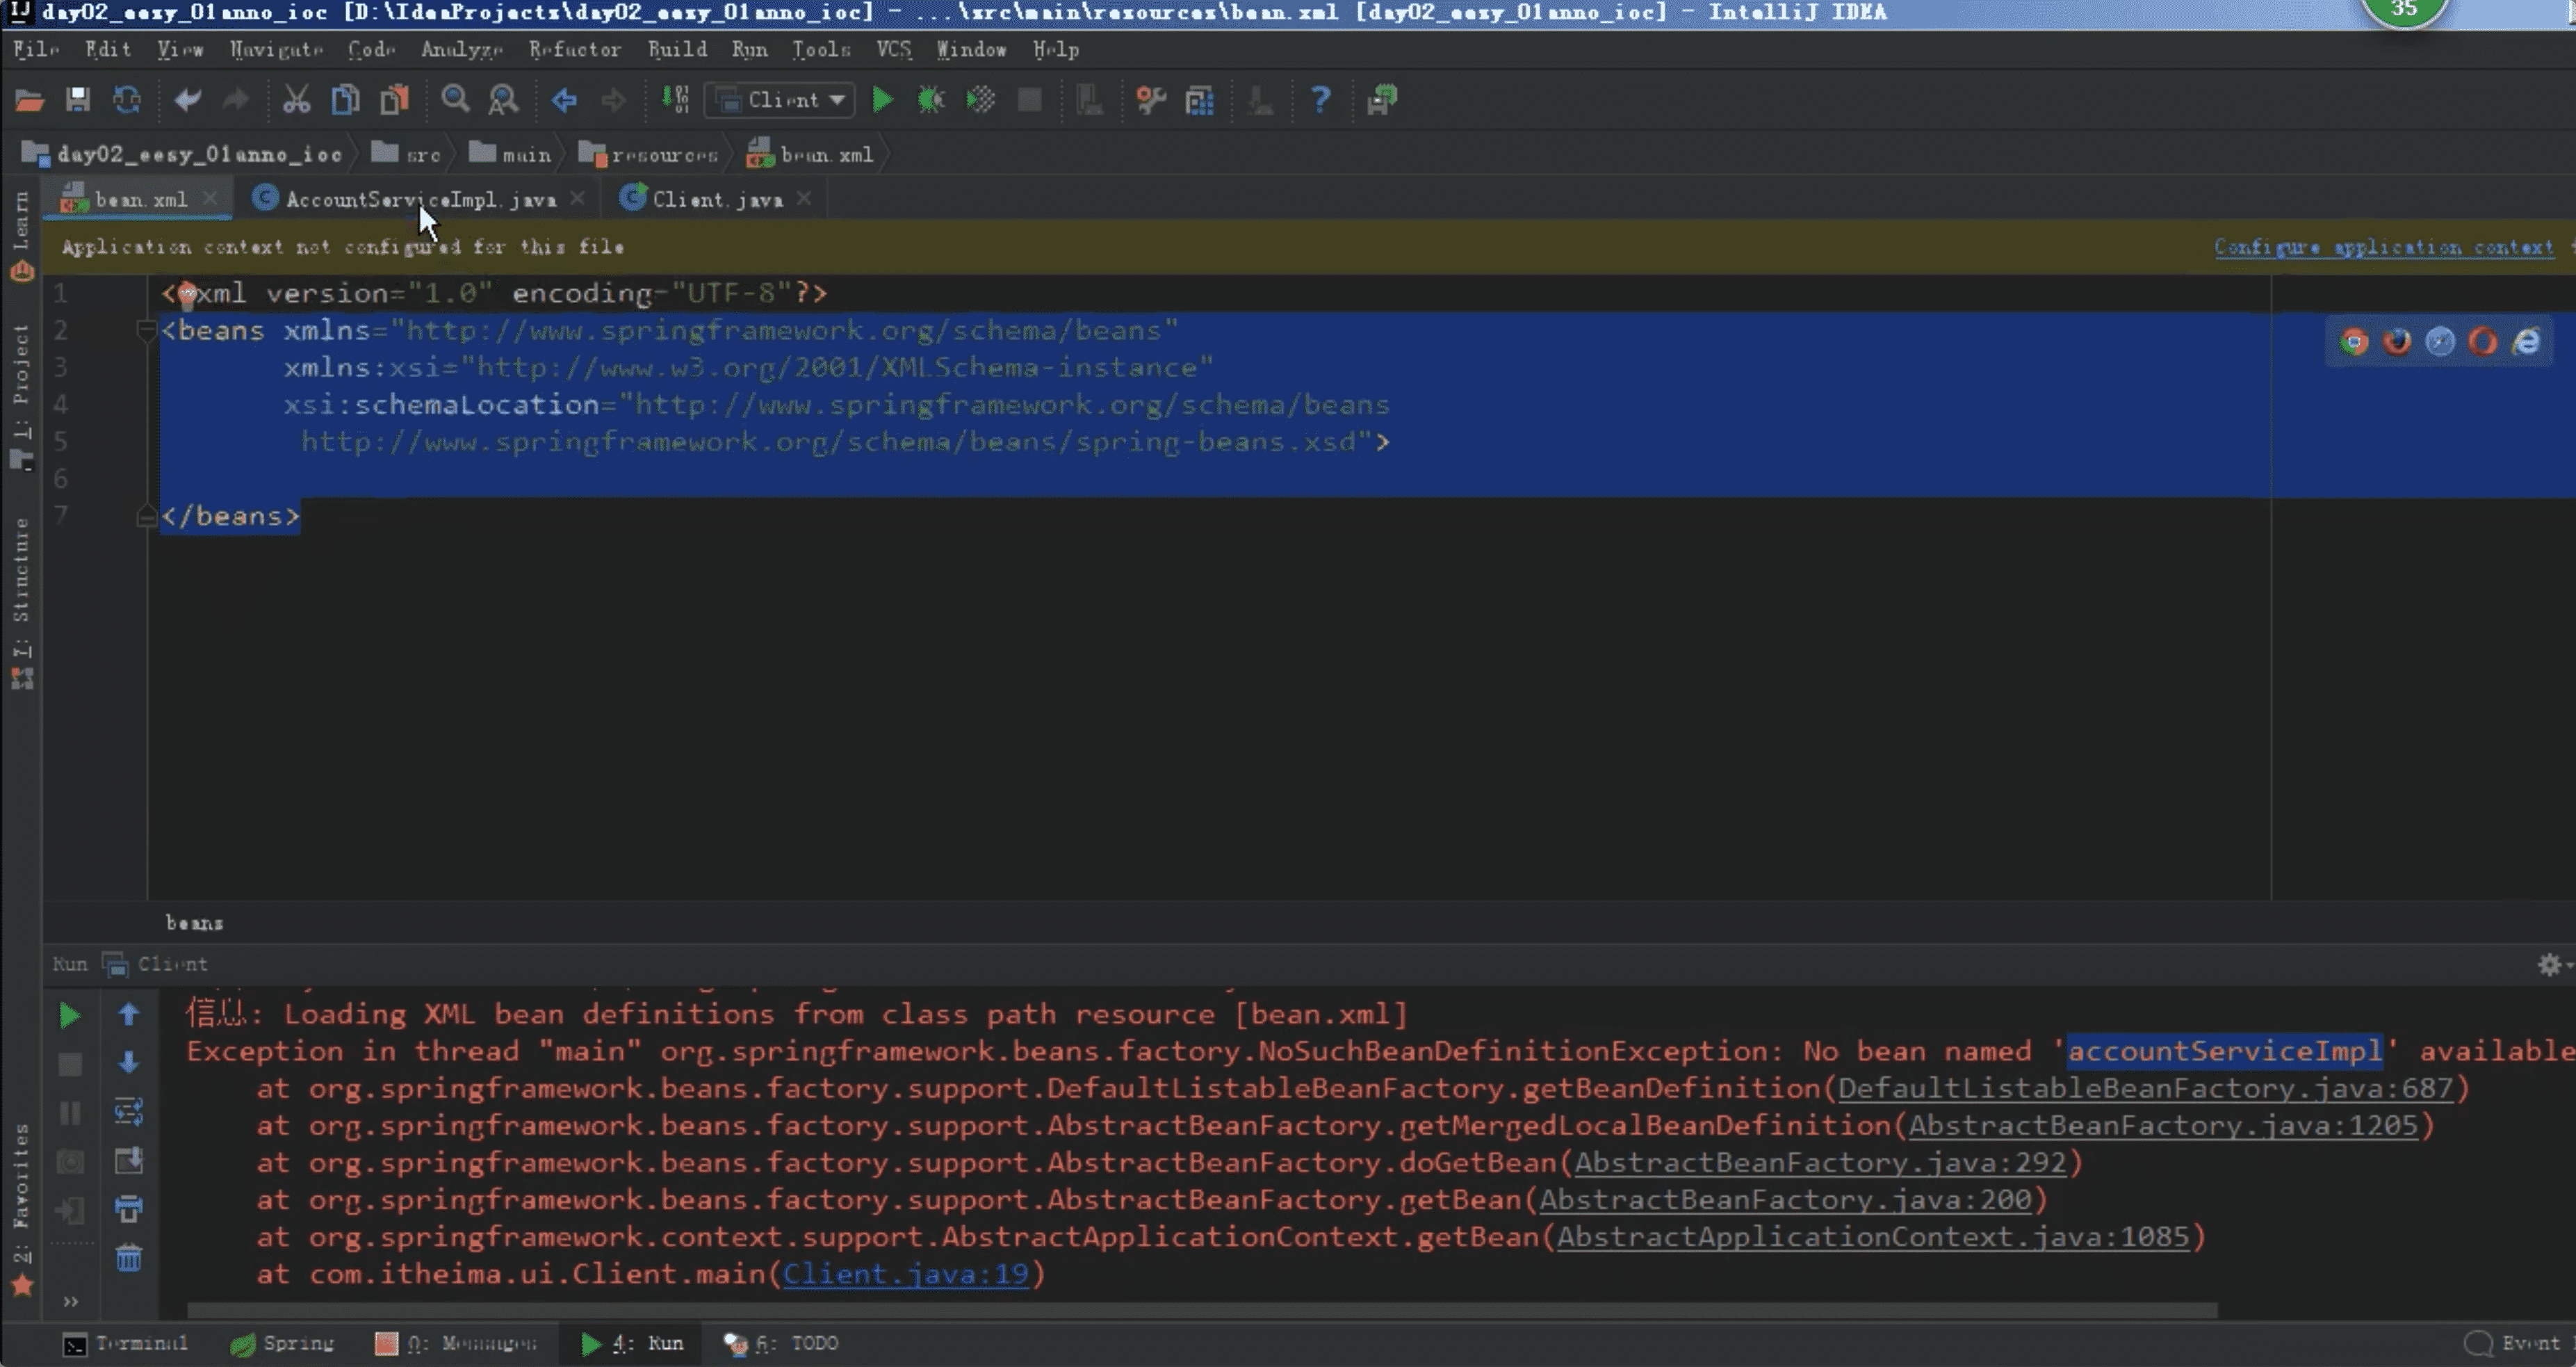 day02_eesy_01anno_ioc [D:\IdeaProjects\day02_eesy_01anno_ioc] - ...\src\main\resources\bean.xml [day02_eesy_01anno_ioc] - IntelliJ IDEA
35
File Edit View Navigate Code Analyze Refactor Build Run Tools VCS Window Help
Client
day02_eesy_01anno_ioc src main resources bean.xml
bean.xml AccountServiceImpl.java Client.java
Application context not configured for this file Configure application context
Learn
1: Project
7: Structure
2: Favorites
1 <?xml version="1.0" encoding="UTF-8"?>
2 <beans xmlns="http://www.springframework.org/schema/beans"
3 xmlns:xsi="http://www.w3.org/2001/XMLSchema-instance"
4 xsi:schemaLocation="http://www.springframework.org/schema/beans
5 http://www.springframework.org/schema/beans/spring-beans.xsd">
6
7 </beans>
beans
Run Client
信息: Loading XML bean definitions from class path resource [bean.xml]
Exception in thread "main" org.springframework.beans.factory.NoSuchBeanDefinitionException: No bean named 'accountServiceImpl' available
at org.springframework.beans.factory.support.DefaultListableBeanFactory.getBeanDefinition(DefaultListableBeanFactory.java:687)
at org.springframework.beans.factory.support.AbstractBeanFactory.getMergedLocalBeanDefinition(AbstractBeanFactory.java:1205)
at org.springframework.beans.factory.support.AbstractBeanFactory.doGetBean(AbstractBeanFactory.java:292)
at org.springframework.beans.factory.support.AbstractBeanFactory.getBean(AbstractBeanFactory.java:200)
at org.springframework.context.support.AbstractApplicationContext.getBean(AbstractApplicationContext.java:1085)
at com.itheima.ui.Client.main(Client.java:19)
Terminal Spring 0: Messages 4: Run 6: TODO Event